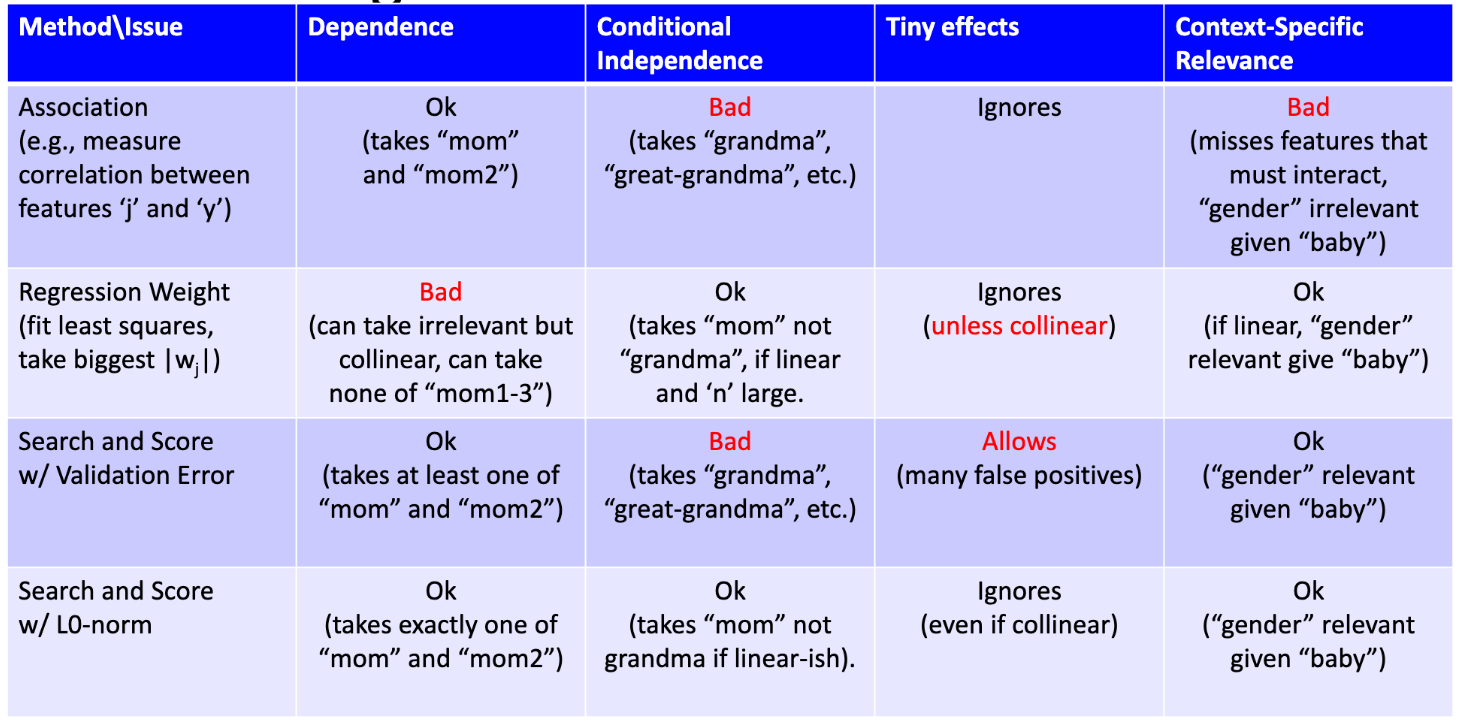 Method\Issue
Dependence
Conditional
Independence
Tiny effects
Context-Specific
Relevance
Association
(e.g., measure
correlation between
features ‘j’ and ‘y’)
Ok
(takes “mom”
and “mom2”)
Bad
(takes “grandma”,
“great-grandma”, etc.)
Ignores
Bad
(misses features that
must interact,
“gender” irrelevant
given “baby”)
Regression Weight
(fit least squares,
take biggest |wj|)
Bad
(can take irrelevant but
collinear, can take
none of “mom1-3”)
Ok
(takes “mom” not
“grandma”, if linear
and ‘n’ large.
Ignores
(unless collinear)
Ok
(if linear, “gender”
relevant give “baby”)
Search and Score
w/ Validation Error
Ok
(takes at least one of
“mom” and “mom2”)
Bad
(takes “grandma”,
“great-grandma”, etc.)
Allows
(many false positives)
Ok
(“gender” relevant
given “baby”)
Search and Score
w/ L0-norm
Ok
(takes exactly one of
“mom” and “mom2”)
Ok
(takes “mom” not
grandma if linear-ish).
Ignores
(even if collinear)
Ok
(“gender” relevant
given “baby”)